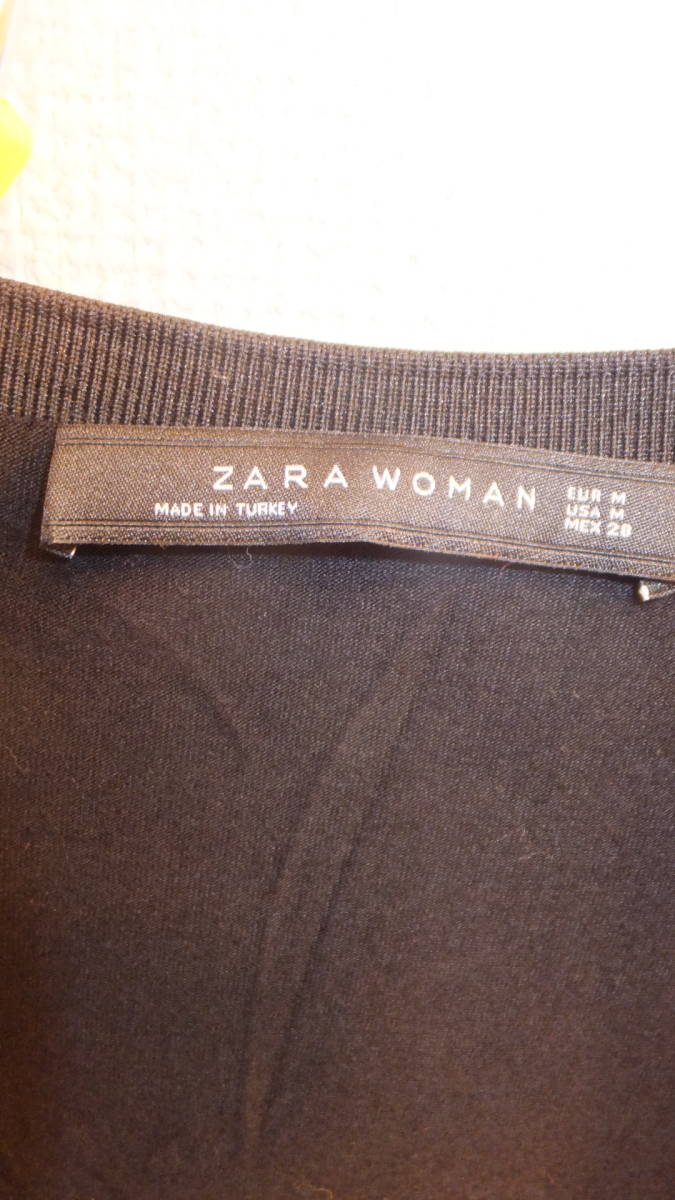 ZARA WOMAN
MADE IN TURKEY
EUR M
USA M
MEX 28